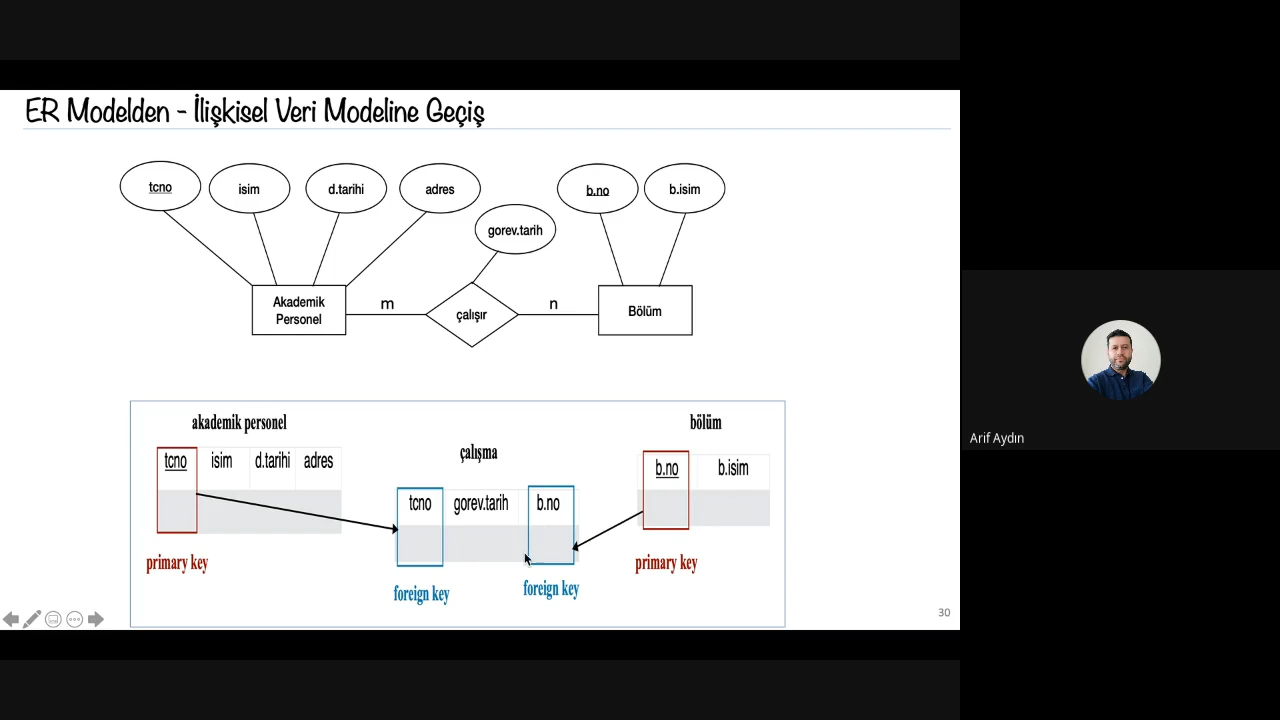 ER Modelden - İlişkisel Veri Modeline Geçiş
tcno
isim
d.tarihi
adres
b.no
b.isim
gorev.tarih
Akademik
Personel
m
çalışır
n
Bölüm
akademik personel
tcno isim d.tarihi adres
primary key
çalışma
tcno gorev.tarih b.no
foreign key
foreign key
bölüm
b.no b.isim
primary key
30
Arif Aydın